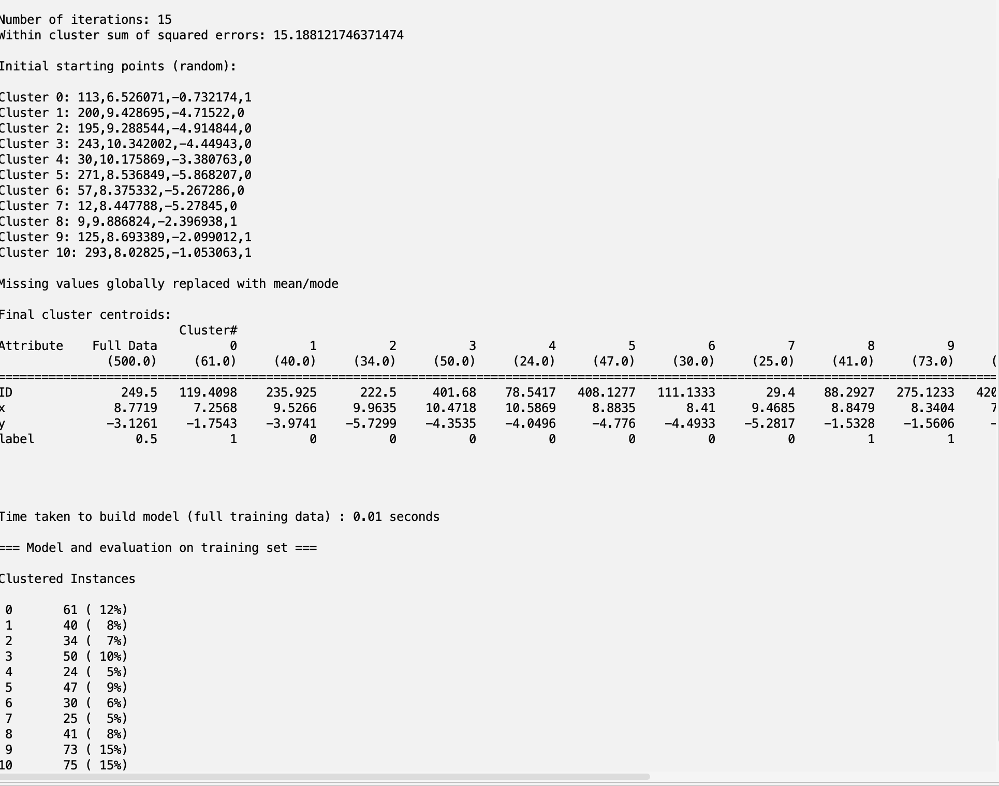 Number of iterations: 15
Within cluster sum of squared errors: 15.188121746371474
Initial starting points (random):
Cluster 0: 113,6.526071,-0.732174,1
Cluster 1: 200,9.428695,-4.71522,0
Cluster 2: 195,9.288544,-4.914844,0
Cluster 3: 243,10.342002,-4.44943,0
Cluster 4: 30,10.175869,-3.380763,0
Cluster 5: 271,8.536849,-5.868207,0
Cluster 6: 57,8.375332,-5.267286,0
Cluster 7: 12,8.447788,-5.27845,0
Cluster 8: 9,9.886824,-2.396938,1
Cluster 9: 125,8.693389,-2.099012,1
Cluster 10: 293,8.02825,-1.053063,1
Missing values globally replaced with mean/mode
Final cluster centroids:
Cluster#
Attribute Full Data 0 1 2 3 4 5 6 7 8 9
(500.0) (61.0) (40.0) (34.0) (50.0) (24.0) (47.0) (30.0) (25.0) (41.0) (73.0) (
==========================================================================================================================================
ID 249.5 119.4098 235.925 222.5 401.68 78.5417 408.1277 111.1333 29.4 88.2927 275.1233 420
x 8.7719 7.2568 9.5266 9.9635 10.4718 10.5869 8.8835 8.41 9.4685 8.8479 8.3404 7
y -3.1261 -1.7543 -3.9741 -5.7299 -4.3535 -4.0496 -4.776 -4.4933 -5.2817 -1.5328 -1.5606 -
label 0.5 1 0 0 0 0 0 0 0 1 1
Time taken to build model (full training data) : 0.01 seconds
=== Model and evaluation on training set ===
Clustered Instances
0 61 ( 12%)
1 40 ( 8%)
2 34 ( 7%)
3 50 ( 10%)
4 24 ( 5%)
5 47 ( 9%)
6 30 ( 6%)
7 25 ( 5%)
8 41 ( 8%)
9 73 ( 15%)
10 75 ( 15%)